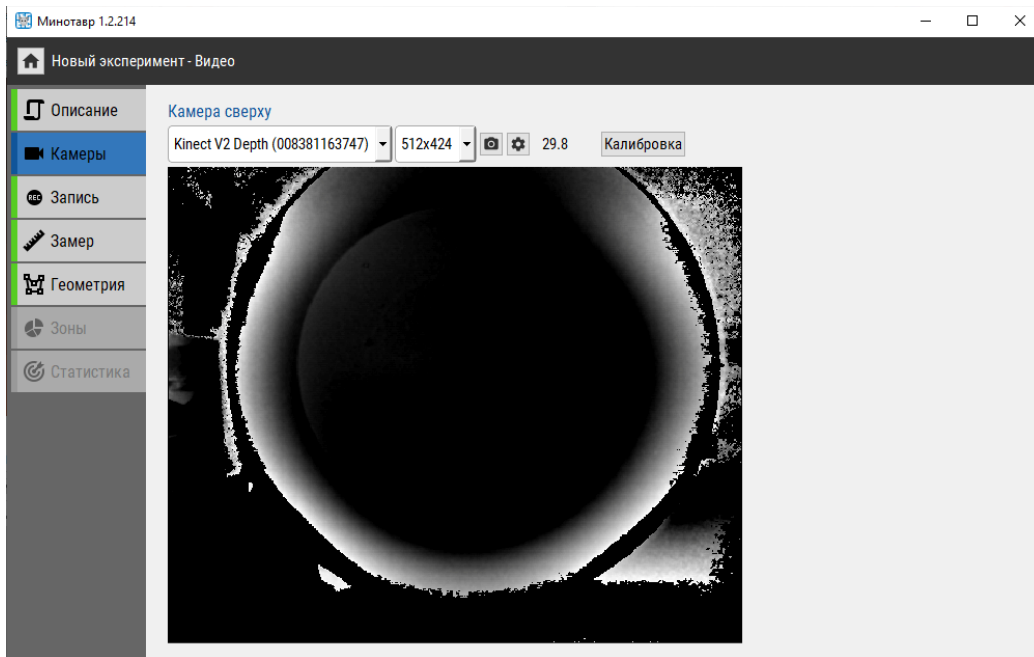 Минотавр 1.2.214
Новый эксперимент - Видео
Описание
Камеры
Запись
Замер
Геометрия
Зоны
Статистика
Камера сверху
Kinect V2 Depth (008381163747) 512x424 29.8 Калибровка
REC